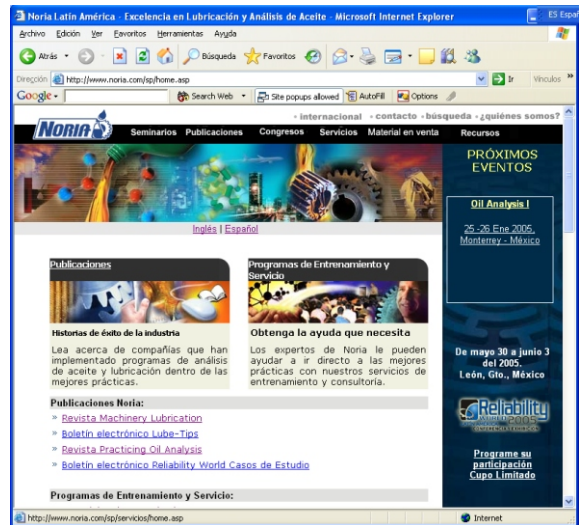 Noria Latín América - Excelencia en Lubricación y Análisis de Aceite - Microsoft Internet Explorer
ES Españ
Archivo Edición Ver Favoritos Herramientas Ayuda
Atrás Búsqueda Favoritos
Dirección http://www.noria.com/sp/home.asp Ir Vínculos
Google Search Web Site popups allowed AutoFill Options
• internacional • contacto • búsqueda • ¿quiénes somos?
NORIA
Seminarios Publicaciones Congresos Servicios Material en venta Recursos
Inglés | Español
PRÓXIMOS
EVENTOS
Oil Analysis I
25 -26 Ene 2005,
Monterrey - México
Publicaciones
Historias de éxito de la industria
Lea acerca de compañías que han
implementado programas de análisis
de aceite y lubricación dentro de las
mejores prácticas.
Programas de Entrenamiento y
Servicio
Obtenga la ayuda que necesita
Los expertos de Noria le pueden
ayudar a ir directo a las mejores
prácticas con nuestros servicios de
entrenamiento y consultoría.
De mayo 30 a junio 3
del 2005.
León, Gto., México
Reliability
2005
Programe su
participación
Cupo Limitado
Publicaciones Noria:
» Revista Machinery Lubrication
» Boletín electrónico Lube-Tips
» Revista Practicing Oil Analysis
» Boletín electrónico Reliability World Casos de Estudio
Programas de Entrenamiento y Servicio:
http://www.noria.com/sp/servicios/home.asp Internet